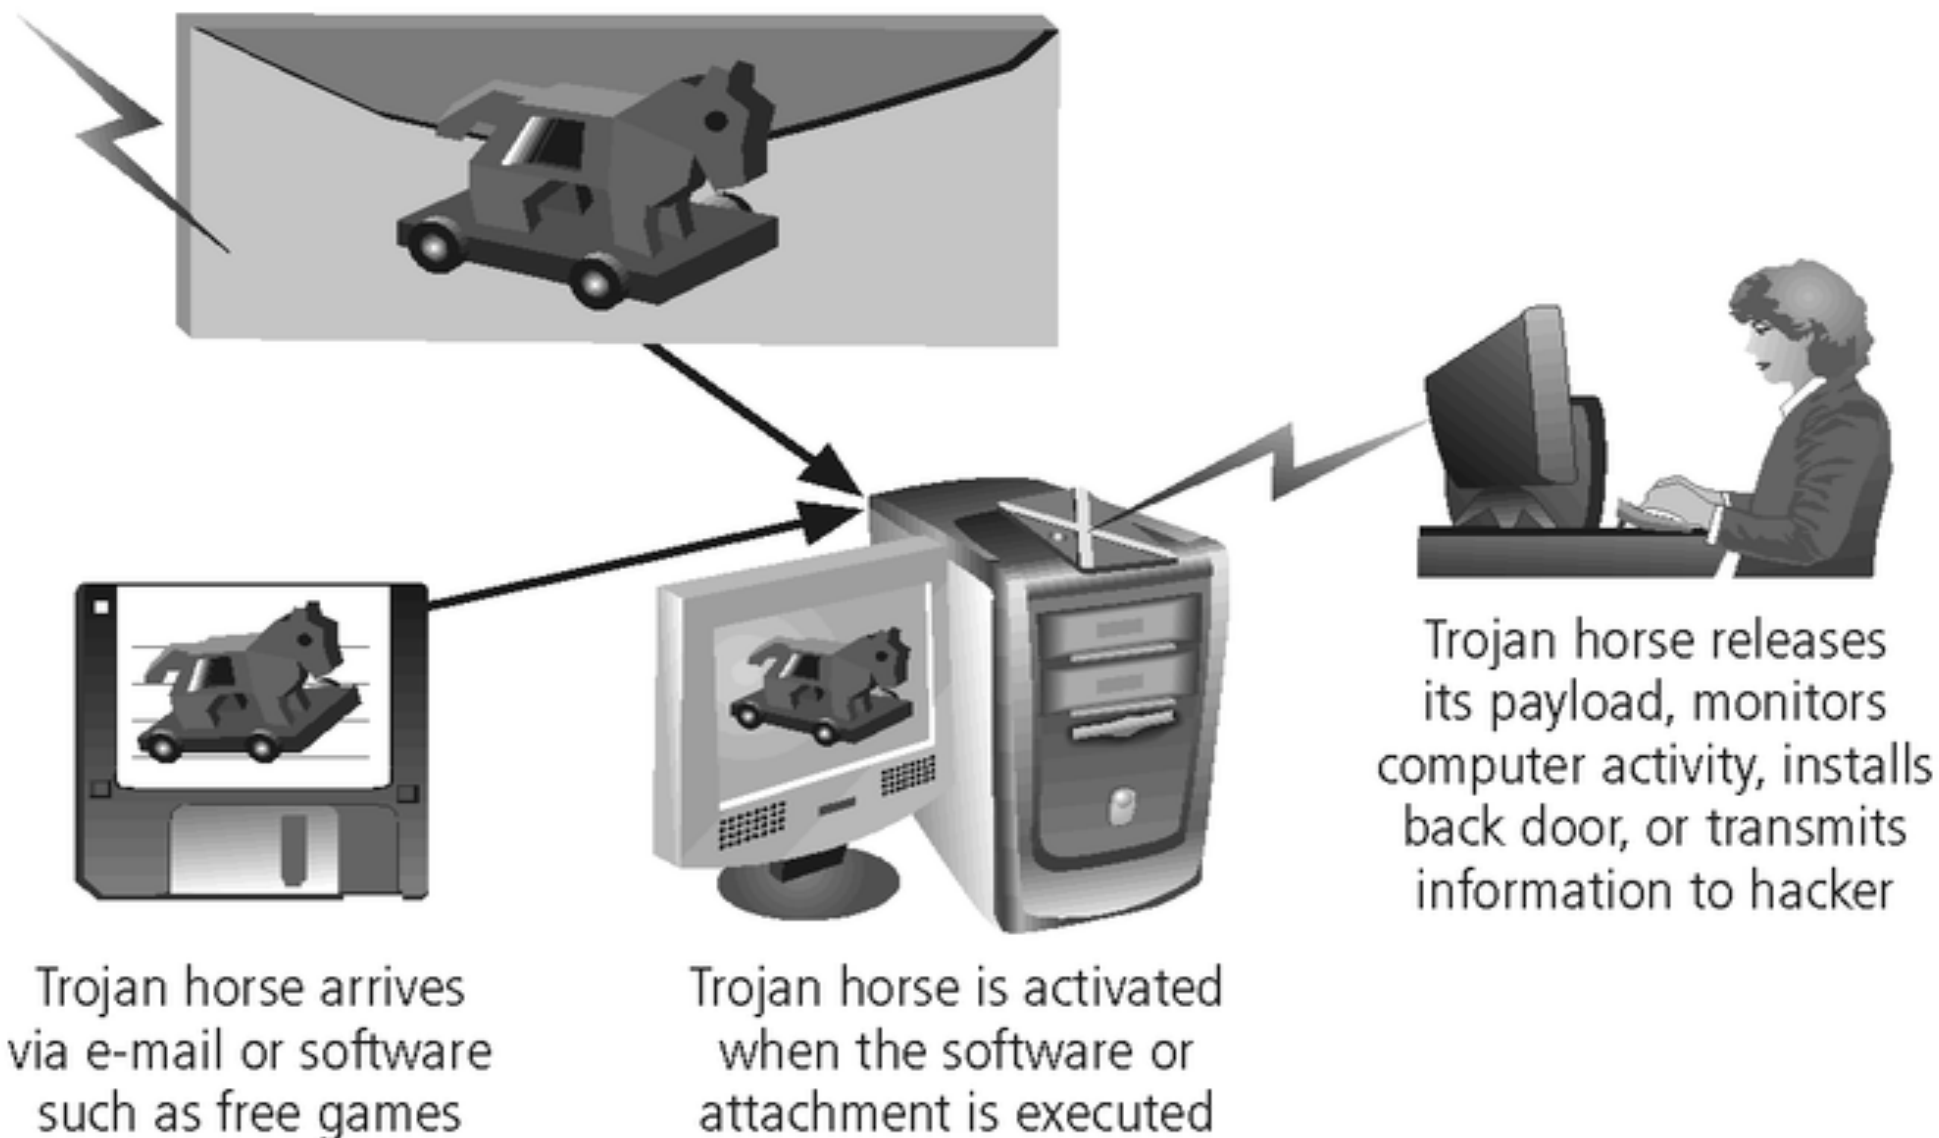 Trojan horse arrives
via e-mail or software
such as free games
Trojan horse is activated
when the software or
attachment is executed
Trojan horse releases
its payload, monitors
computer activity, installs
back door, or transmits
information to hacker